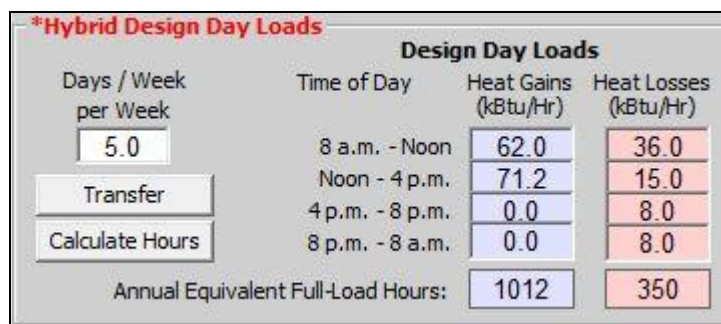 *Hybrid Design Day Loads
Design Day Loads
Days / Week Time of Day Heat Gains Heat Losses
per Week (kBtu/Hr) (kBtu/Hr)
5.0 8 a.m. - Noon 62.0 36.0
Transfer Noon - 4 p.m. 71.2 15.0
4 p.m. - 8 p.m. 0.0 8.0
Calculate Hours 8 p.m. - 8 a.m. 0.0 8.0
Annual Equivalent Full-Load Hours: 1012 350